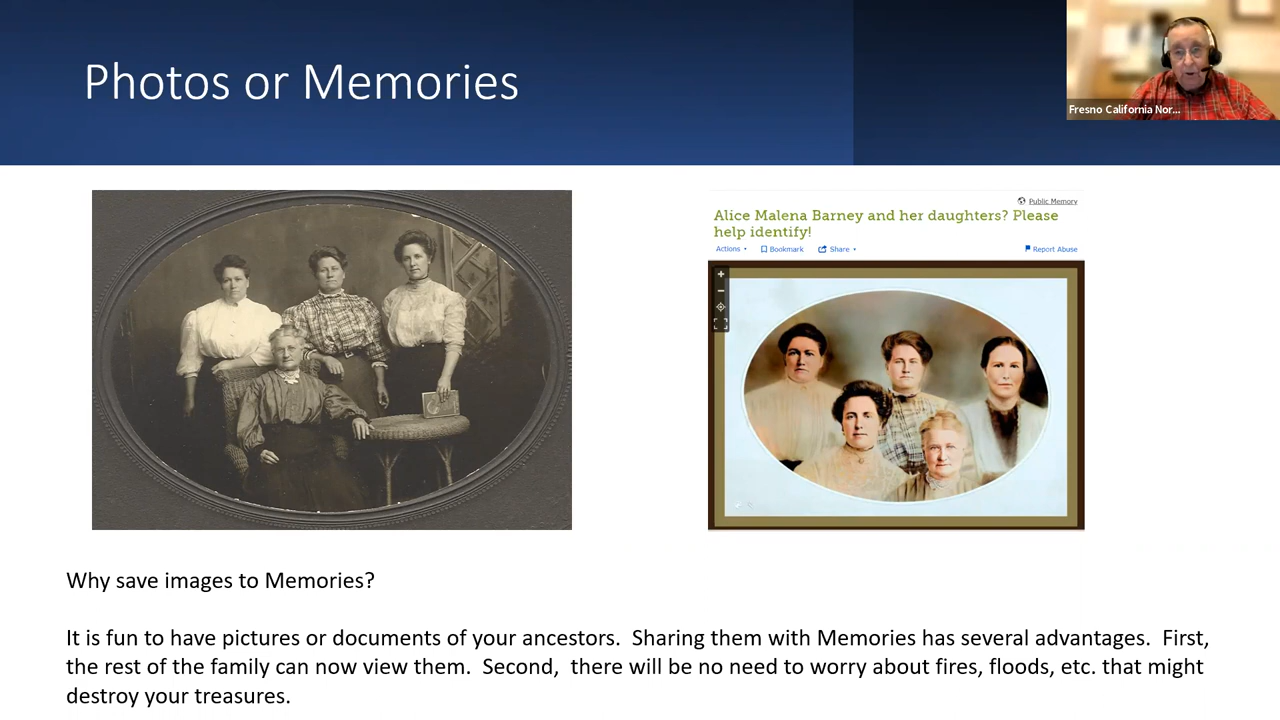 Photos or Memories
Fresno California Nor...
Public Memory
Alice Malena Barney and her daughters? Please
help identify!
Actions
Bookmark
Share
Report Abuse
Why save images to Memories?
It is fun to have pictures or documents of your ancestors.  Sharing them with Memories has several advantages.  First,
the rest of the family can now view them.  Second,  there will be no need to worry about fires, floods, etc. that might
destroy your treasures.